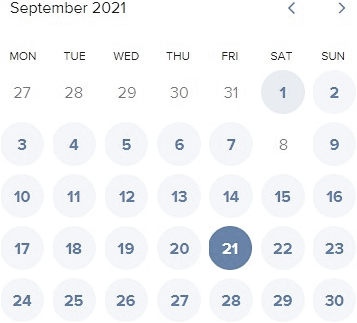 September 2021
MON TUE WED THU FRI SAT SUN
27 28 29 30 31 1 2
3 4 5 6 7 8 9
10 11 12 13 14 15 16
17 18 19 20 21 22 23
24 25 26 27 28 29 30